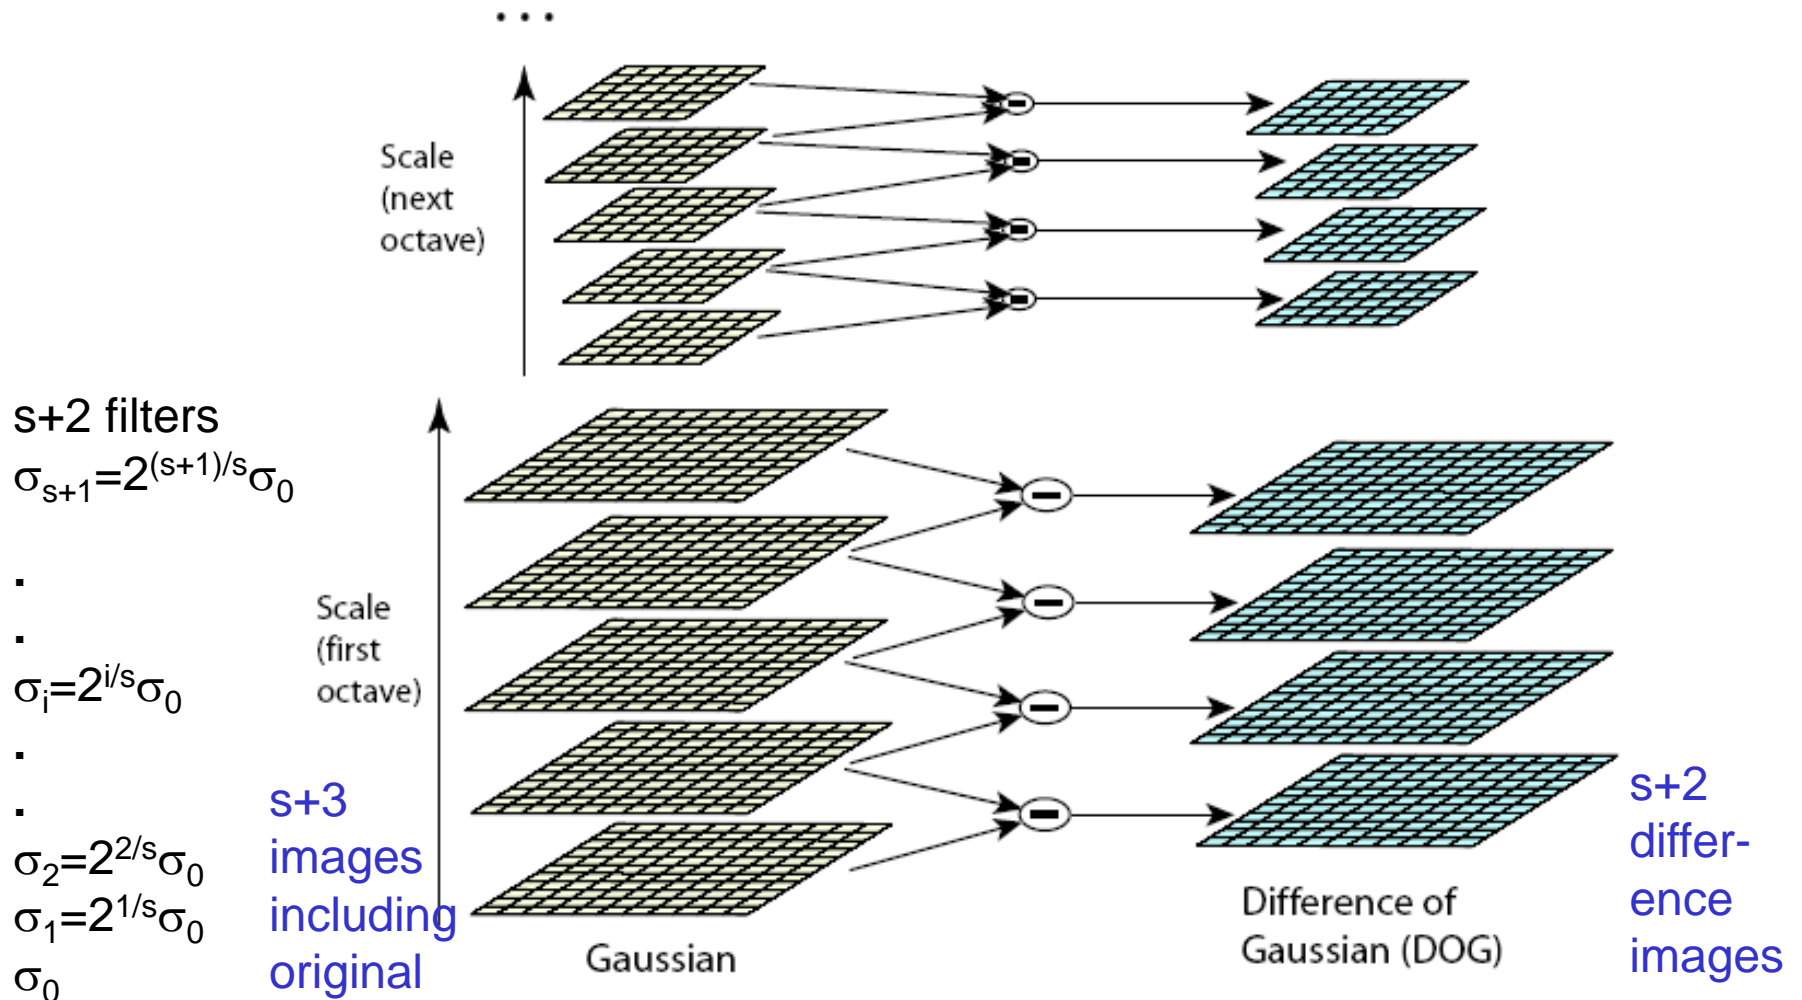 . . .
Scale
(next
octave)
s+2 filters
σs+1=2(s+1)/sσ0
.
.
σi=2i/sσ0
.
.
σ2=22/sσ0
σ1=21/sσ0
σ0
Scale
(first
octave)
s+3
images
including
original
Gaussian
Difference of
Gaussian (DOG)
s+2
differ-
ence
images